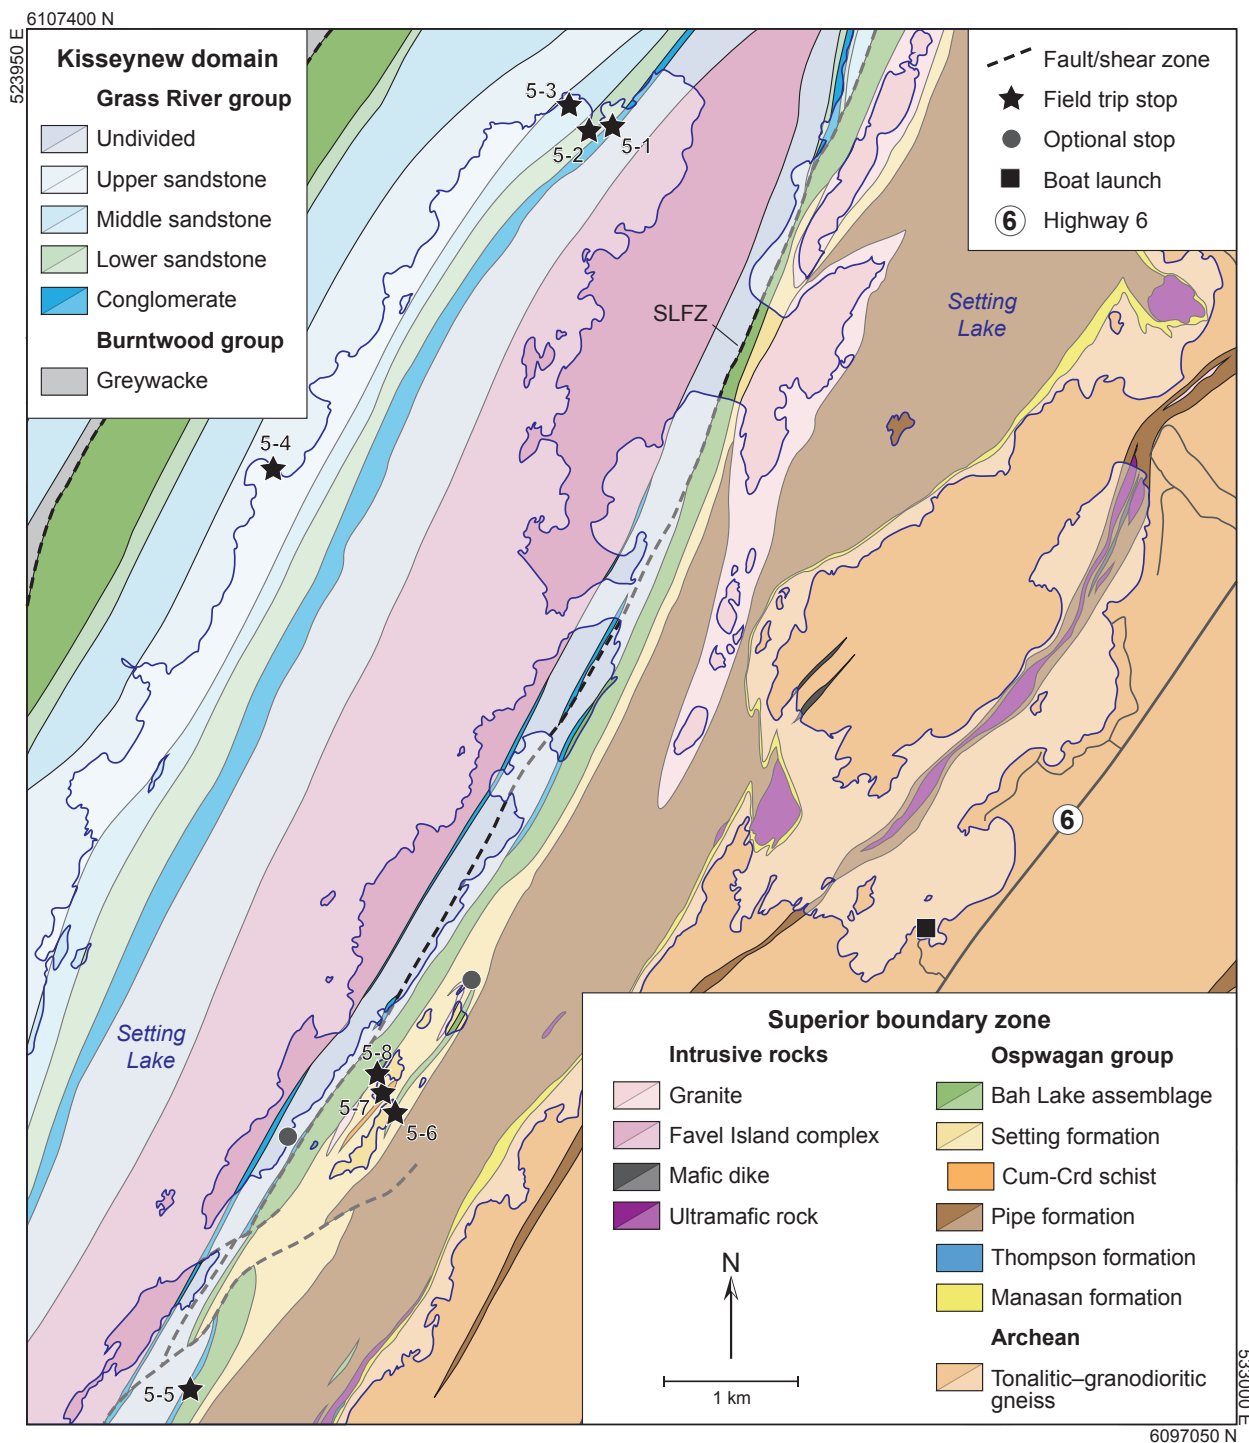 6107400 N
523950 E
Kisseynew domain
Grass River group
Undivided
Upper sandstone
Middle sandstone
Lower sandstone
Conglomerate
Burntwood group
Greywacke
Fault/shear zone
Field trip stop
Optional stop
Boat launch
6 Highway 6
5-3
5-2
5-1
SLFZ
Setting
Lake
5-4
6
Setting
Lake
5-8
5-7
5-6
5-5
Superior boundary zone
Intrusive rocks
Granite
Favel Island complex
Mafic dike
Ultramafic rock
N
1 km
Ospwagan group
Bah Lake assemblage
Setting formation
Cum-Crd schist
Pipe formation
Thompson formation
Manasan formation
Archean
Tonalitic–granodioritic
gneiss
533000 E
6097050 N